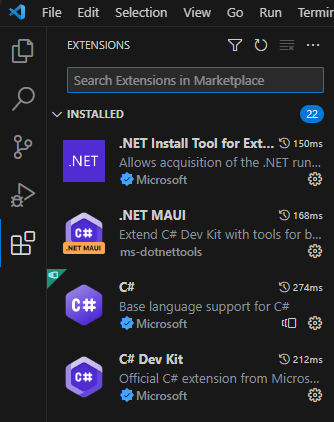 File Edit Selection View Go Run Termin
EXTENSIONS
Search Extensions in Marketplace
INSTALLED 22
.NET Install Tool for Ext... 150ms
.NET
Allows acquisition of the .NET run...
Microsoft
.NET MAUI 168ms
C#
.NET MAUI
Extend C# Dev Kit with tools for b...
ms-dotnettools
C# 274ms
C#
Base language support for C#
Microsoft
C# Dev Kit 212ms
C#
Official C# extension from Micros...
Microsoft